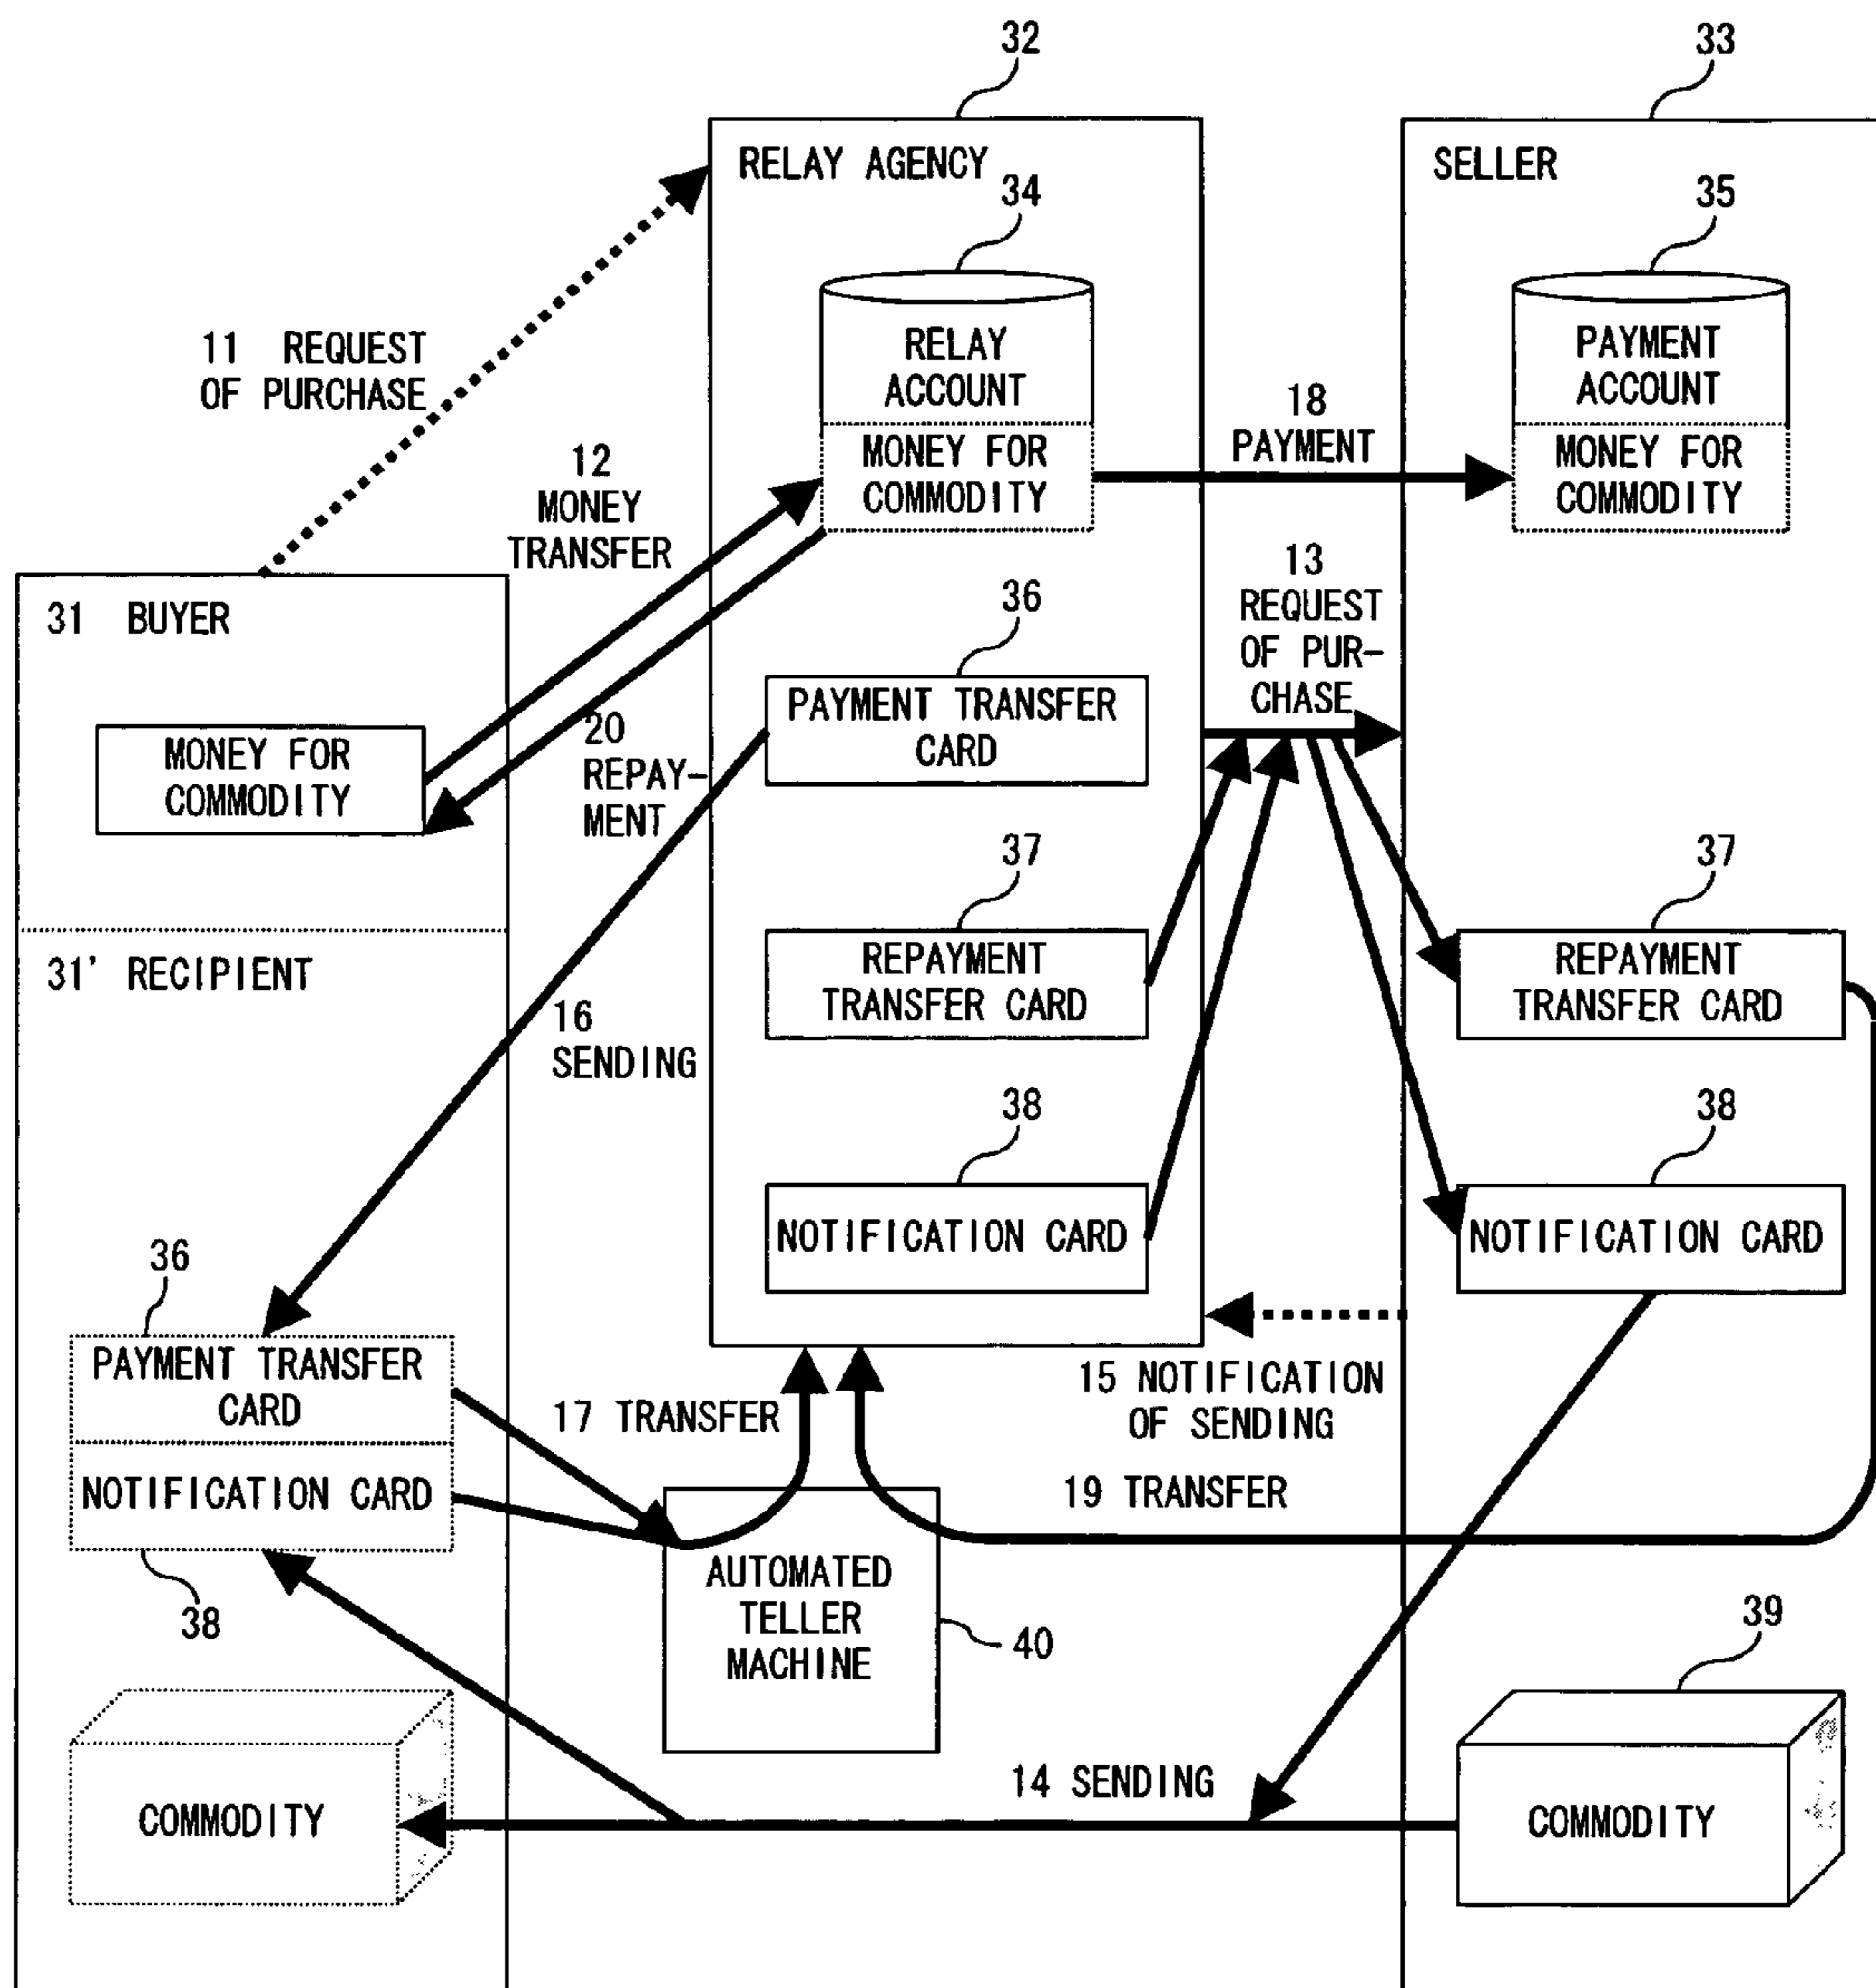 32
33
RELAY AGENCY
SELLER
34
35
11 REQUEST
OF PURCHASE
RELAY
ACCOUNT
MONEY FOR
COMMODITY
PAYMENT
ACCOUNT
MONEY FOR
COMMODITY
18
PAYMENT
12
MONEY
TRANSFER
13
REQUEST
OF PUR-
CHASE
31 BUYER
MONEY FOR
COMMODITY
20
REPAY-
MENT
36
PAYMENT TRANSFER
CARD
37
REPAYMENT
TRANSFER CARD
37
REPAYMENT
TRANSFER CARD
31' RECIPIENT
16
SENDING
38
NOTIFICATION CARD
38
NOTIFICATION CARD
36
PAYMENT TRANSFER
CARD
NOTIFICATION CARD
38
17 TRANSFER
15 NOTIFICATION
OF SENDING
19 TRANSFER
AUTOMATED
TELLER
MACHINE
40
39
14 SENDING
COMMODITY
COMMODITY